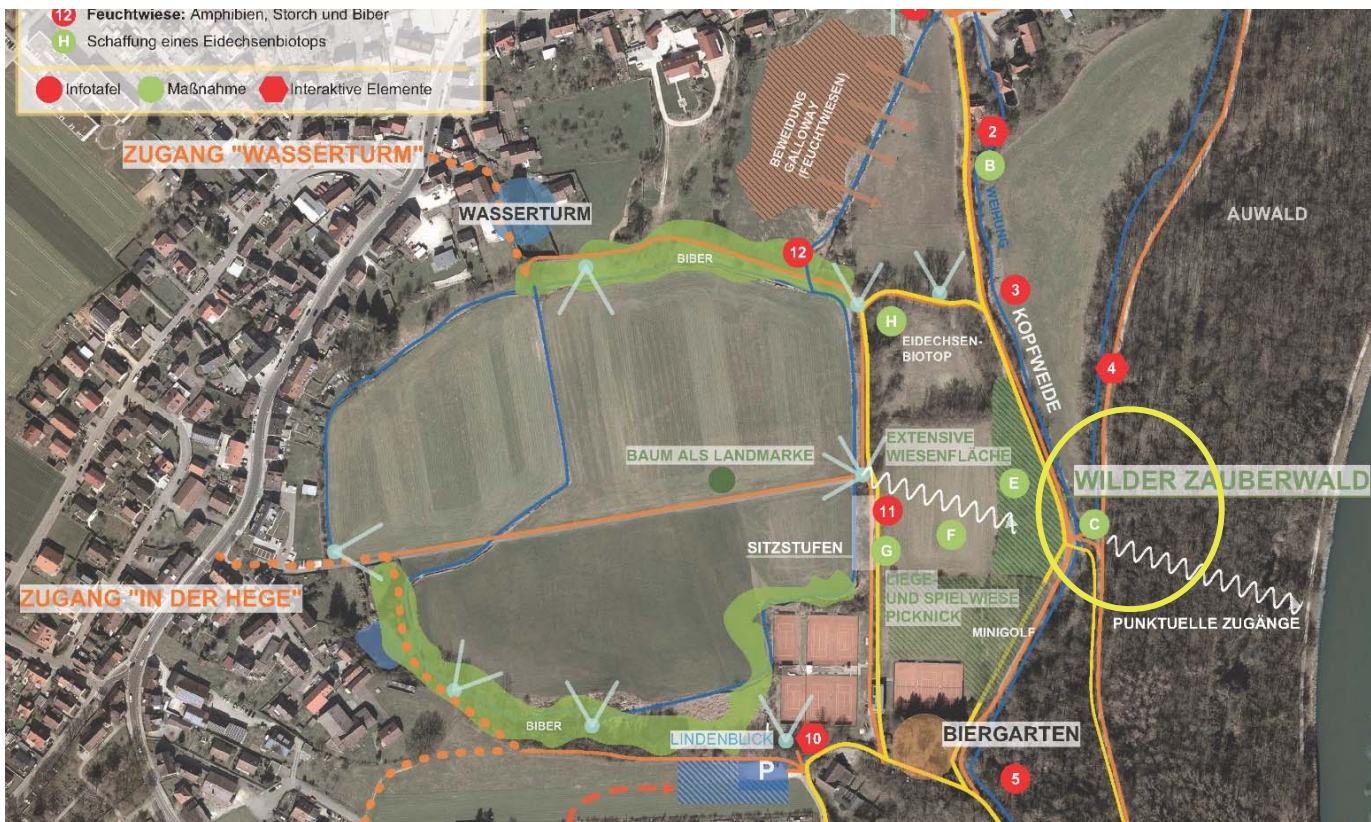 12 Feuchtwiese: Amphibien, Storch und Biber
H Schaffung eines Eidechsenbiotops
Infotafel Maßnahme Interaktive Elemente
ZUGANG "WASSERTURM"
WASSERTURM
BEWEIDUNG
GALLOWAY
(FEUCHTWIESEN)
2
B
WEIHUNG
AUWALD
BIBER
12
3
H
EIDECHSEN-
BIOTOP
KOPFWEIDE
4
BAUM ALS LANDMARKE
EXTENSIVE
WIESENFLÄCHE
E
WILDER ZAUBERWALD
C
11
F
SITZSTUFEN
G
ZUGANG "IN DER HEGE"
LIEGE-
UND SPIELWIESE
PICKNICK
MINIGOLF
PUNKTUELLE ZUGÄNGE
BIBER
LINDENBLICK
10
BIERGARTEN
P
5